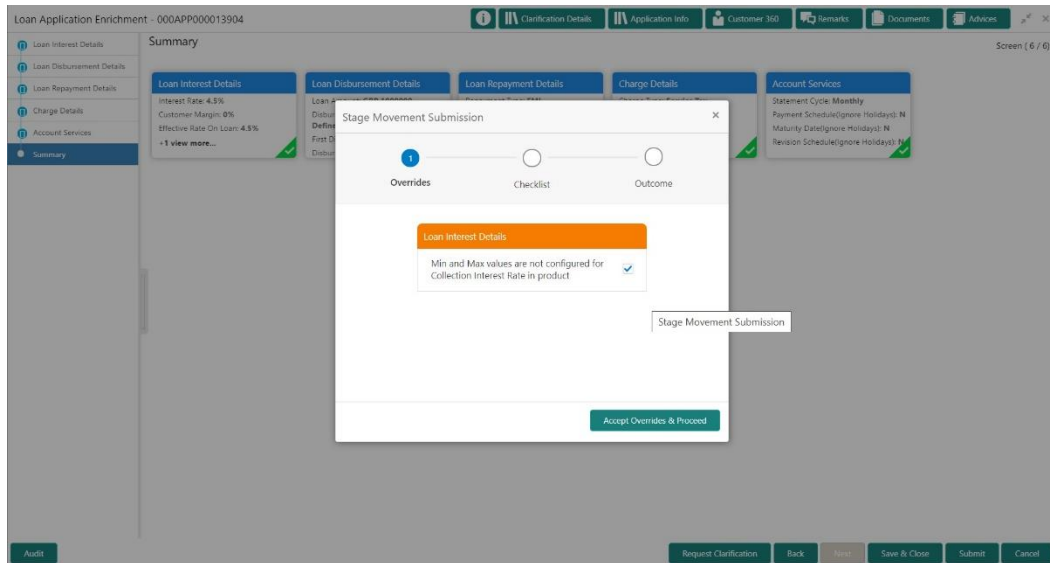 Loan Application Enrichment - 000APP000013904
Clarification Details
Application Info
Customer 360
Remarks
Documents
Advices
Loan Interest Details
Loan Disbursement Details
Loan Repayment Details
Charge Details
Account Services
Summary
Summary
Screen ( 6 / 6)
Loan Interest Details
Interest Rate: 4.5%
Customer Margin: 0%
Effective Rate On Loan: 4.5%
+1 view more...
Loan Disbursement Details
Disbur
Define
First D
Disbur
Loan Repayment Details
Charge Details
Account Services
Statement Cycle: Monthly
Payment Schedule(Ignore Holidays): N
Maturity Date(Ignore Holidays): N
Revision Schedule(Ignore Holidays): N
Stage Movement Submission
1
Overrides
Checklist
Outcome
Loan Interest Details
Min and Max values are not configured for
Collection Interest Rate in product
Stage Movement Submission
Accept Overrides & Proceed
Audit
Request Clarification
Back
Next
Save & Close
Submit
Cancel